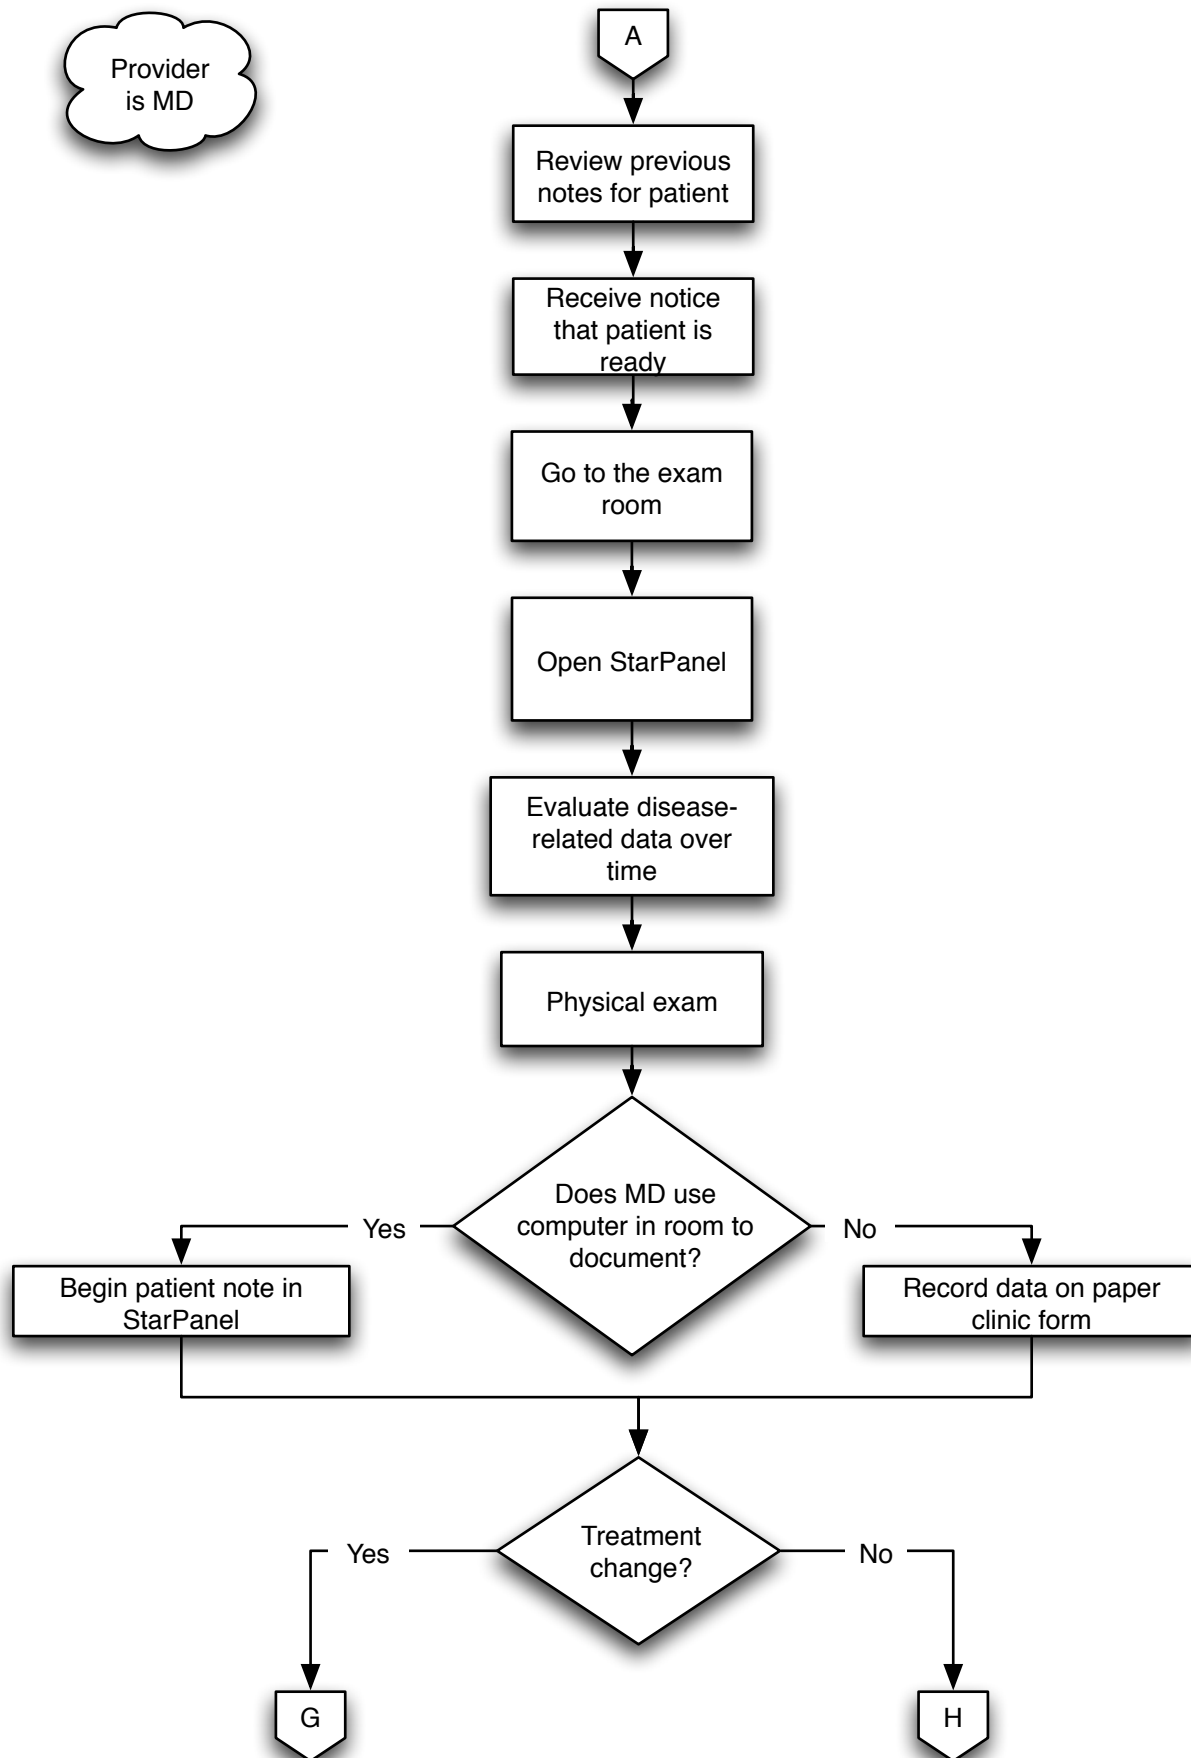 Provider
is MD
A
Review previous
notes for patient
Receive notice
that patient is
ready
Go to the exam
room
Open StarPanel
Evaluate disease-
related data over
time
Physical exam
Does MD use
computer in room to
document?
Yes
No
Begin patient note in
StarPanel
Record data on paper
clinic form
Treatment
change?
Yes
No
G
H